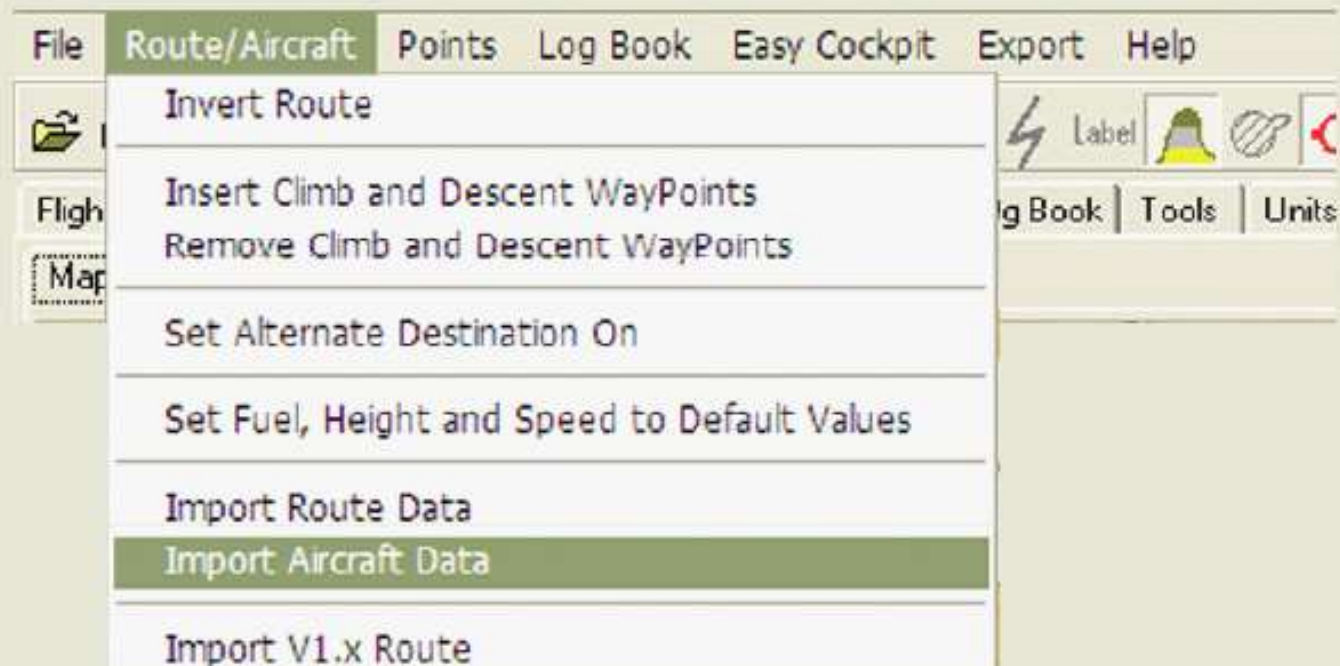 File Route/Aircraft Points Log Book Easy Cockpit Export Help
Label
Invert Route
Insert Climb and Descent WayPoints
Remove Climb and Descent WayPoints
Set Alternate Destination On
Set Fuel, Height and Speed to Default Values
Import Route Data
Import Aircraft Data
Import V1.x Route
Fligh
g Book Tools Units
Map